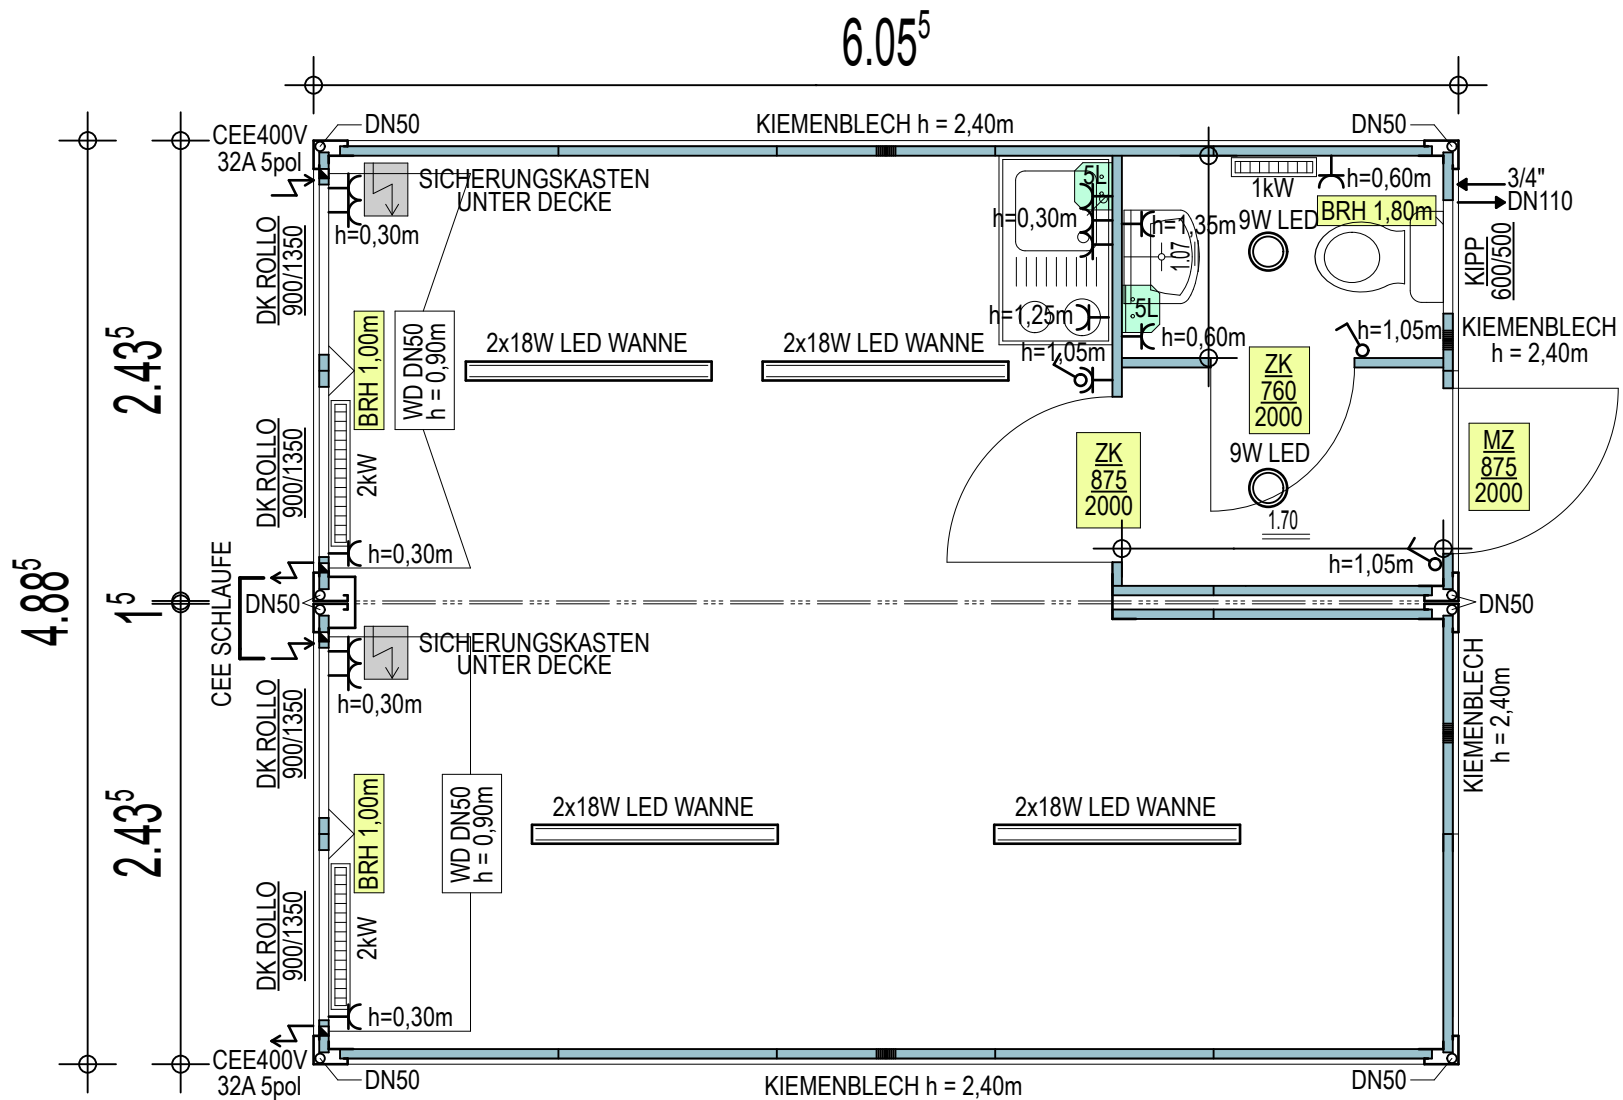 6.05⁵
CEE400V
32A 5pol
DN50
KIEMENBLECH h = 2,40m
DN50
SICHERUNGSKASTEN
UNTER DECKE
h=0,30m
5L
h=0,30m
h=1,35m
1.07
1kW
h=0,60m
9W LED
BRH 1,80m
3/4"
DN110
KIPP
600/500
DK ROLLO
900/1350
BRH 1,00m
WD DN50
h = 0,90m
2x18W LED WANNE
2x18W LED WANNE
h=1,25m
h=1,05m
5L
h=0,60m
h=1,05m
KIEMENBLECH
h = 2,40m
ZK
760
2000
2.43⁵
DK ROLLO
900/1350
2kW
ZK
875
2000
9W LED
1.70
MZ
875
2000
h=0,30m
h=1,05m
4.88⁵
1⁵
CEE SCHLAUFE
DN50
DN50
SICHERUNGSKASTEN
UNTER DECKE
h=0,30m
DK ROLLO
900/1350
KIEMENBLECH
h = 2,40m
2.43⁵
BRH 1,00m
WD DN50
h = 0,90m
2x18W LED WANNE
2x18W LED WANNE
DK ROLLO
900/1350
2kW
h=0,30m
CEE400V
32A 5pol
DN50
KIEMENBLECH h = 2,40m
DN50